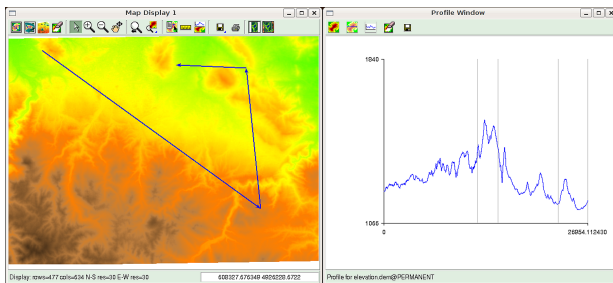 Map Display 1
Display: rows=477 cols=634 N-S res=30 E-W res=30
608327.676349 4926228.6722
Profile Window
1840
1066
0
26954.112430
Profile for elevation.dem@PERMANENT